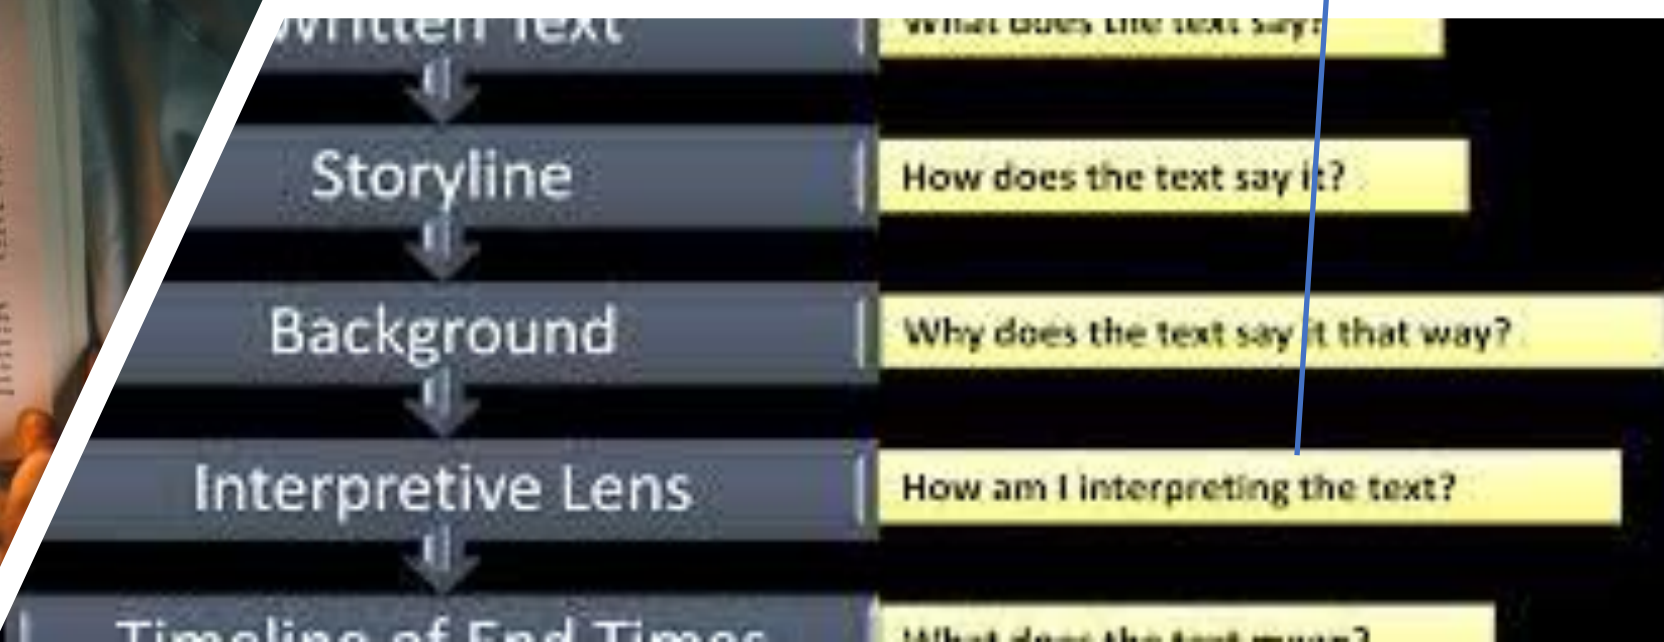 Written Text
What does the text say?
Storyline
How does the text say it?
Background
Why does the text say it that way?
Interpretive Lens
How am I interpreting the text?
Timeline of End Times
What does the text mean?